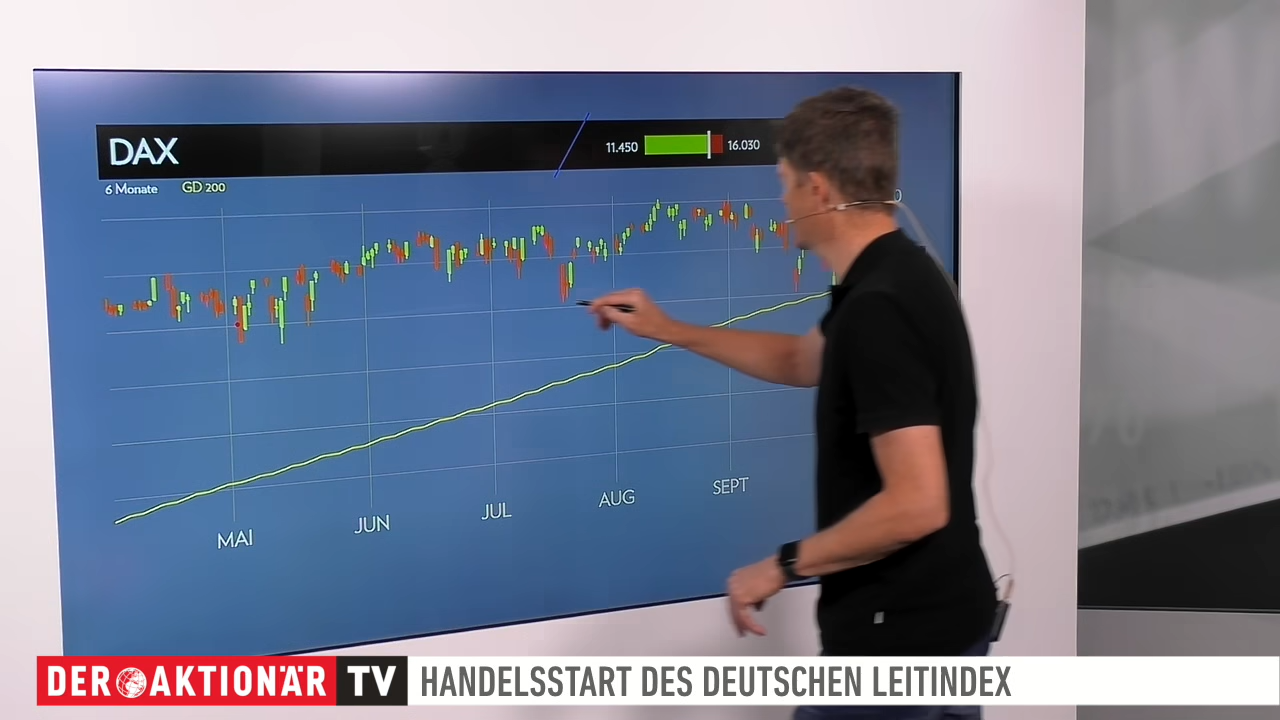 DAX
11.450 16.030
6 Monate GD 200
MAI JUN JUL AUG SEPT
DER AKTIONÄR TV HANDELSSTART DES DEUTSCHEN LEITINDEX